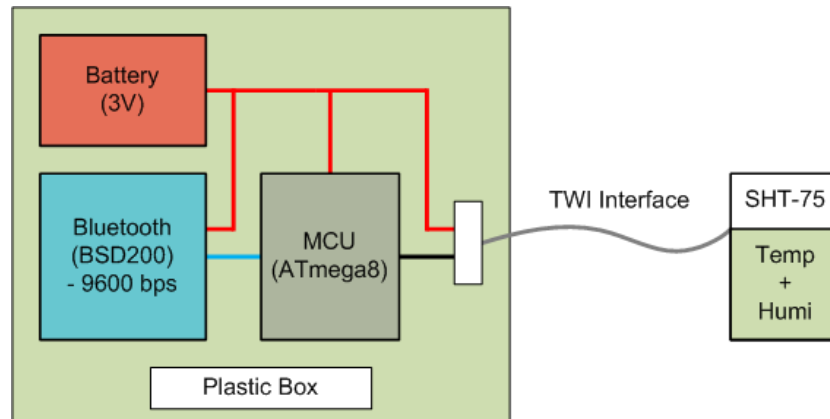 Battery
(3V)
Bluetooth
(BSD200)
- 9600 bps
MCU
(ATmega8)
TWI Interface
SHT-75
Temp
+
Humi
Plastic Box